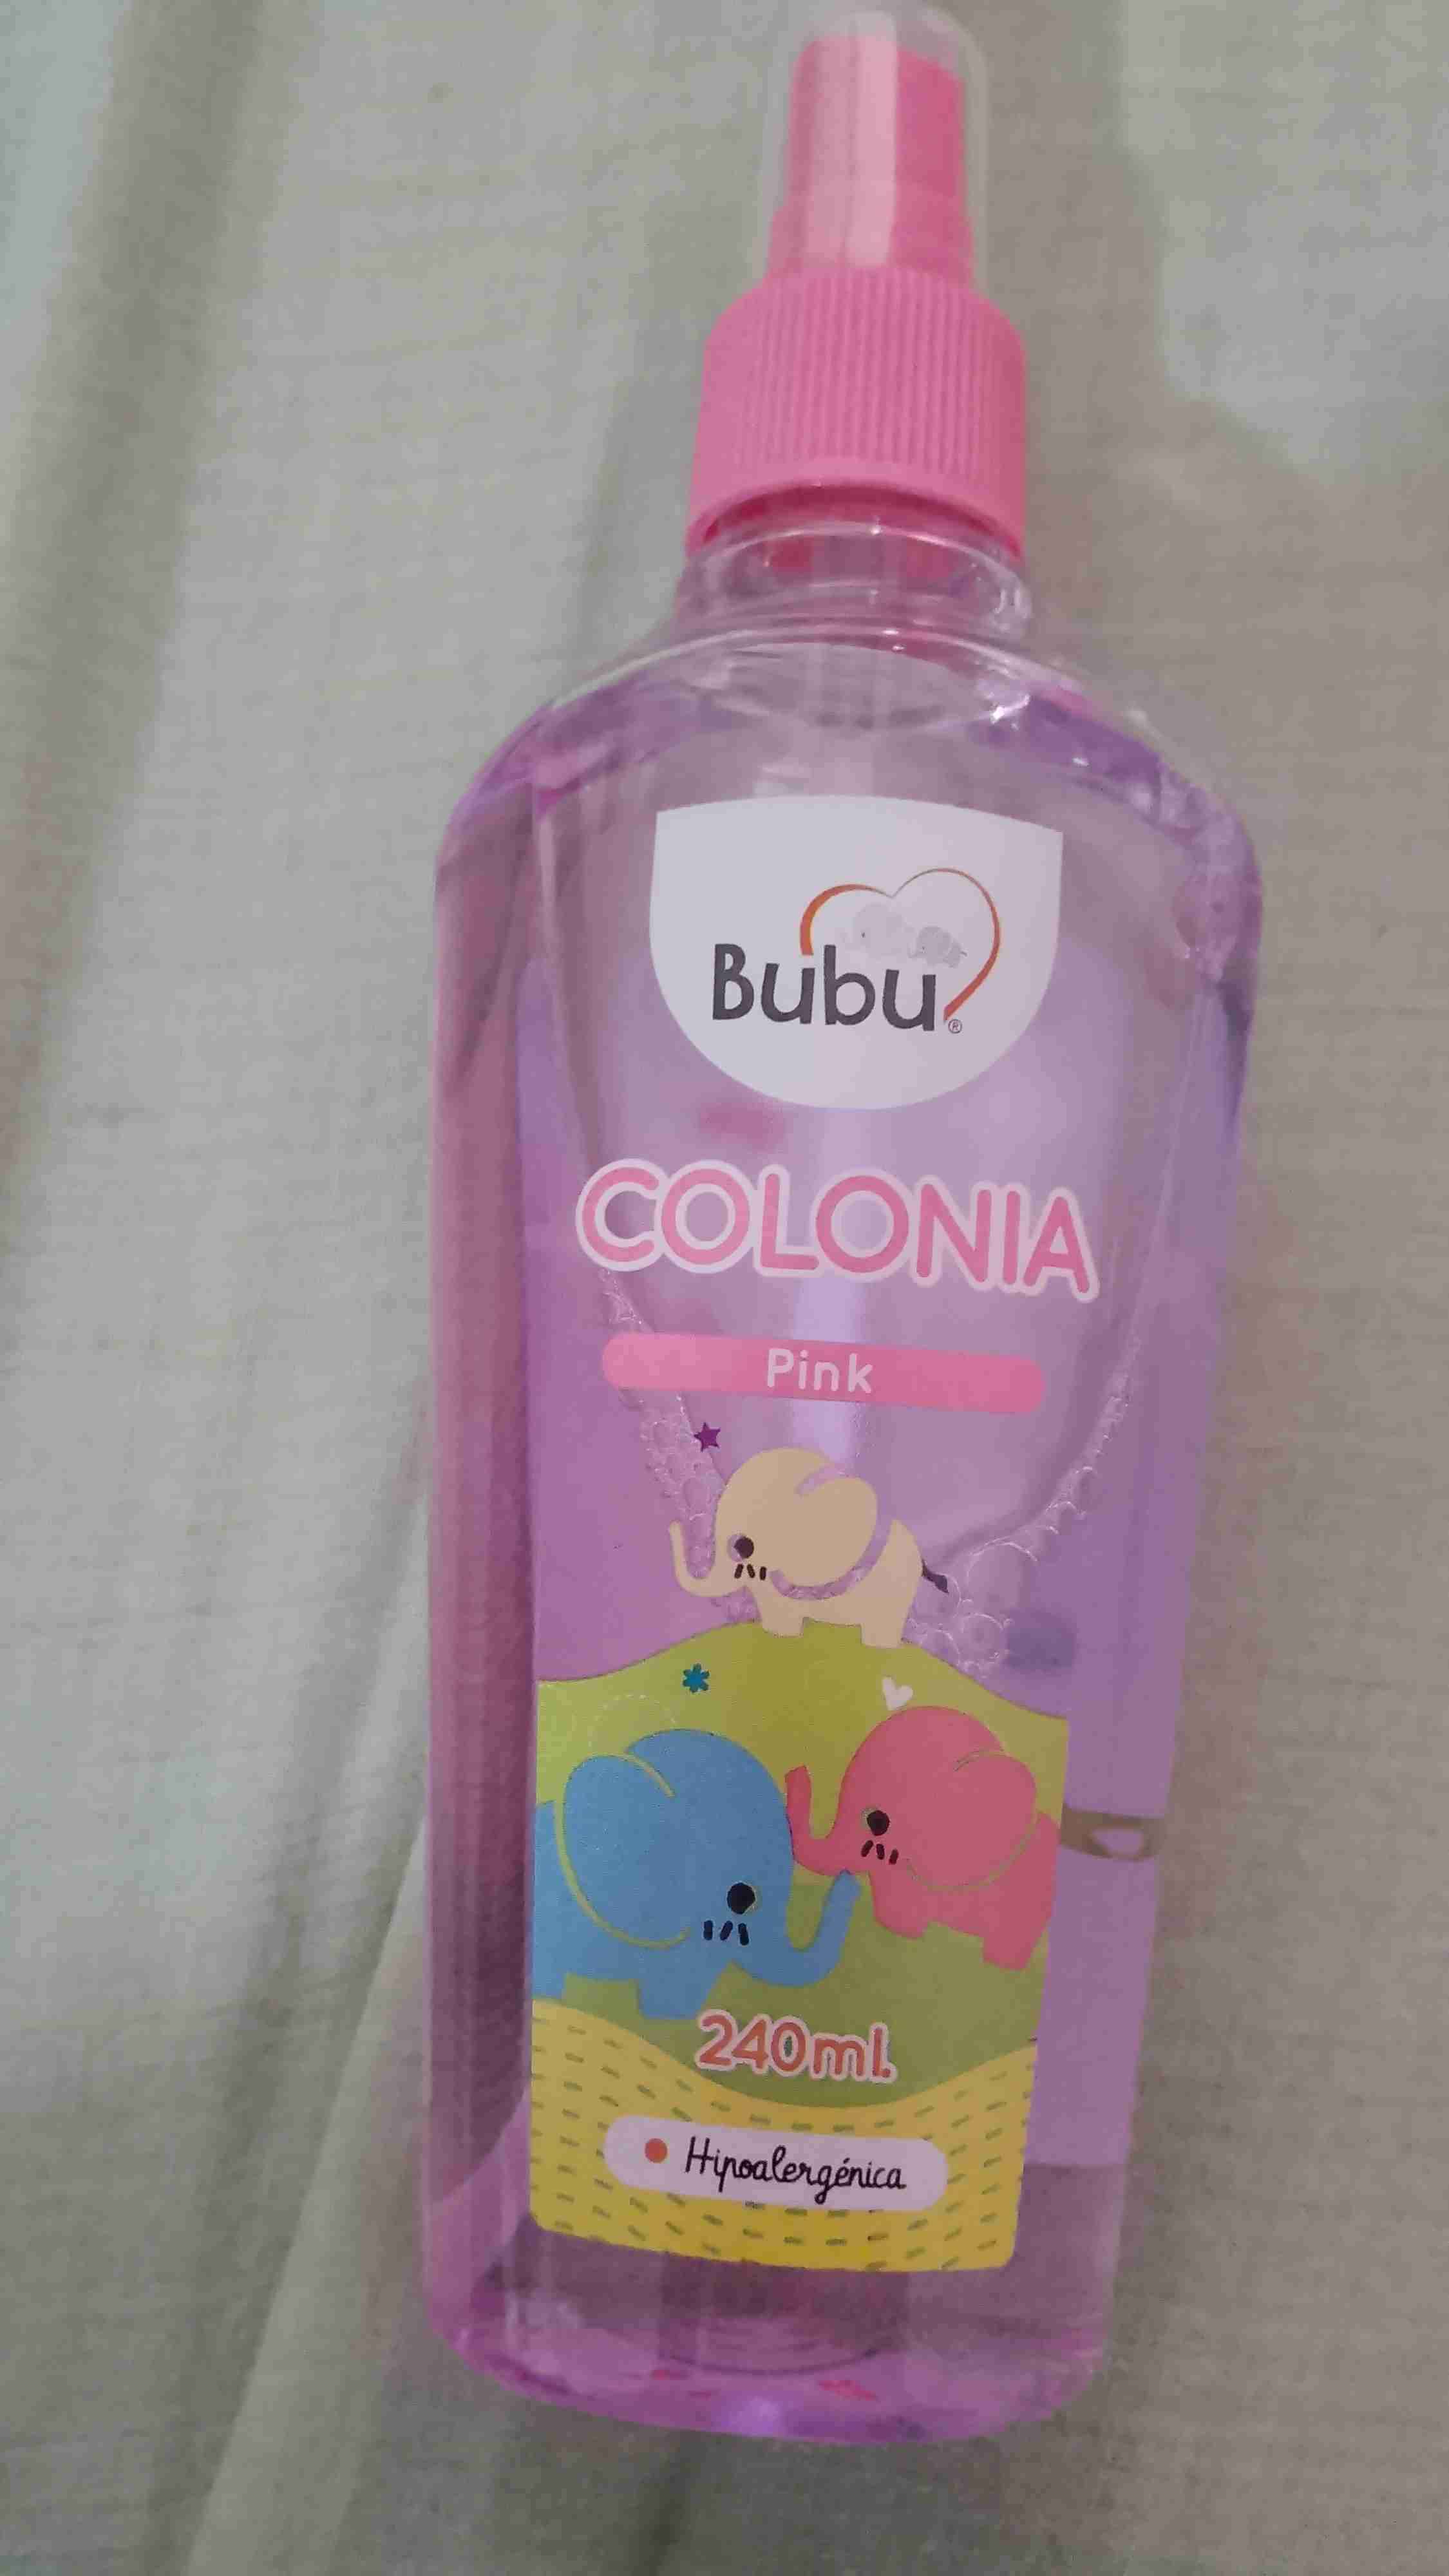 Bubu®
COLONIA
Pink
240ml.
Hipoalergénica